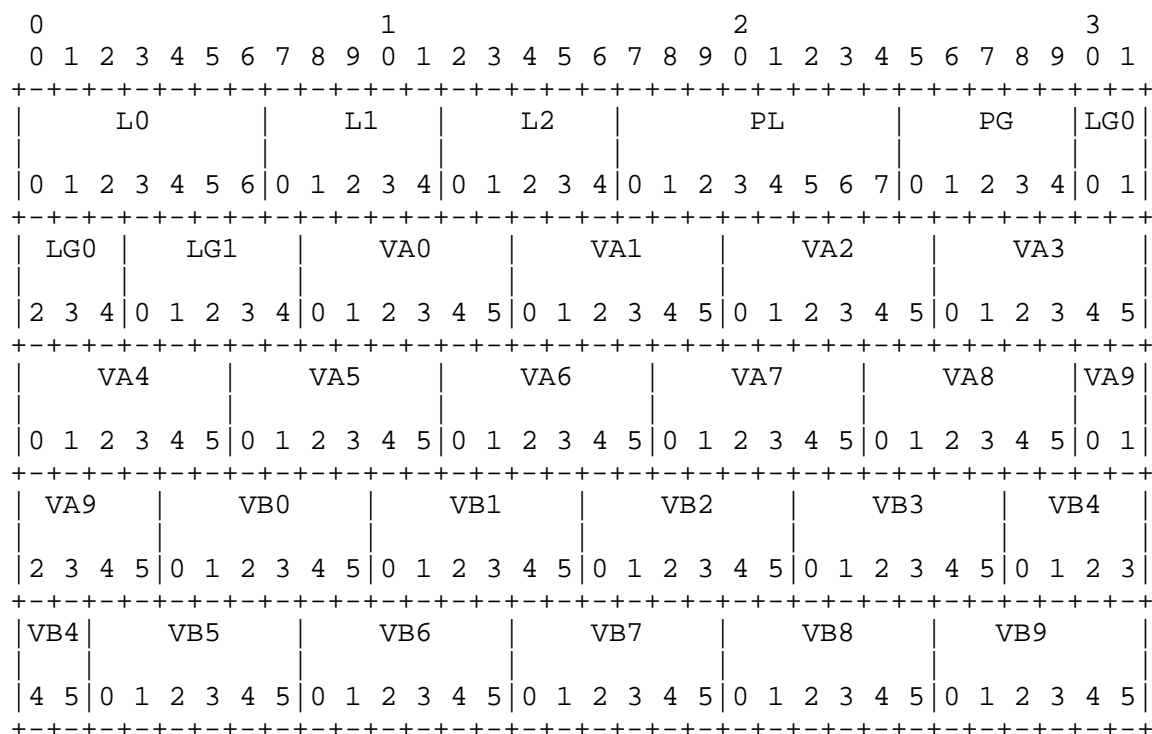 0                   1                   2                   3
 0 1 2 3 4 5 6 7 8 9 0 1 2 3 4 5 6 7 8 9 0 1 2 3 4 5 6 7 8 9 0 1
+-+-+-+-+-+-+-+-+-+-+-+-+-+-+-+-+-+-+-+-+-+-+-+-+-+-+-+-+-+-+-+-+
|     L0      |    L1   |    L2   |       PL      |    PG   |LG0|
|             |         |         |               |         |   |
|0 1 2 3 4 5 6|0 1 2 3 4|0 1 2 3 4|0 1 2 3 4 5 6 7|0 1 2 3 4|0 1|
+-+-+-+-+-+-+-+-+-+-+-+-+-+-+-+-+-+-+-+-+-+-+-+-+-+-+-+-+-+-+-+-+
| LG0 |   LG1   |    VA0    |    VA1    |    VA2    |    VA3    |
|     |         |           |           |           |           |
|2 3 4|0 1 2 3 4|0 1 2 3 4 5|0 1 2 3 4 5|0 1 2 3 4 5|0 1 2 3 4 5|
+-+-+-+-+-+-+-+-+-+-+-+-+-+-+-+-+-+-+-+-+-+-+-+-+-+-+-+-+-+-+-+-+
|    VA4    |    VA5    |    VA6    |    VA7    |    VA8    |VA9|
|           |           |           |           |           |   |
|0 1 2 3 4 5|0 1 2 3 4 5|0 1 2 3 4 5|0 1 2 3 4 5|0 1 2 3 4 5|0 1|
+-+-+-+-+-+-+-+-+-+-+-+-+-+-+-+-+-+-+-+-+-+-+-+-+-+-+-+-+-+-+-+-+
| VA9   |    VB0    |    VB1    |    VB2    |    VB3    |  VB4  |
|       |           |           |           |           |       |
|2 3 4 5|0 1 2 3 4 5|0 1 2 3 4 5|0 1 2 3 4 5|0 1 2 3 4 5|0 1 2 3|
+-+-+-+-+-+-+-+-+-+-+-+-+-+-+-+-+-+-+-+-+-+-+-+-+-+-+-+-+-+-+-+-+
|VB4|    VB5    |    VB6    |    VB7    |    VB8    |   VB9     |
|   |           |           |           |           |           |
|4 5|0 1 2 3 4 5|0 1 2 3 4 5|0 1 2 3 4 5|0 1 2 3 4 5|0 1 2 3 4 5|
+-+-+-+-+-+-+-+-+-+-+-+-+-+-+-+-+-+-+-+-+-+-+-+-+-+-+-+-+-+-+-+-+